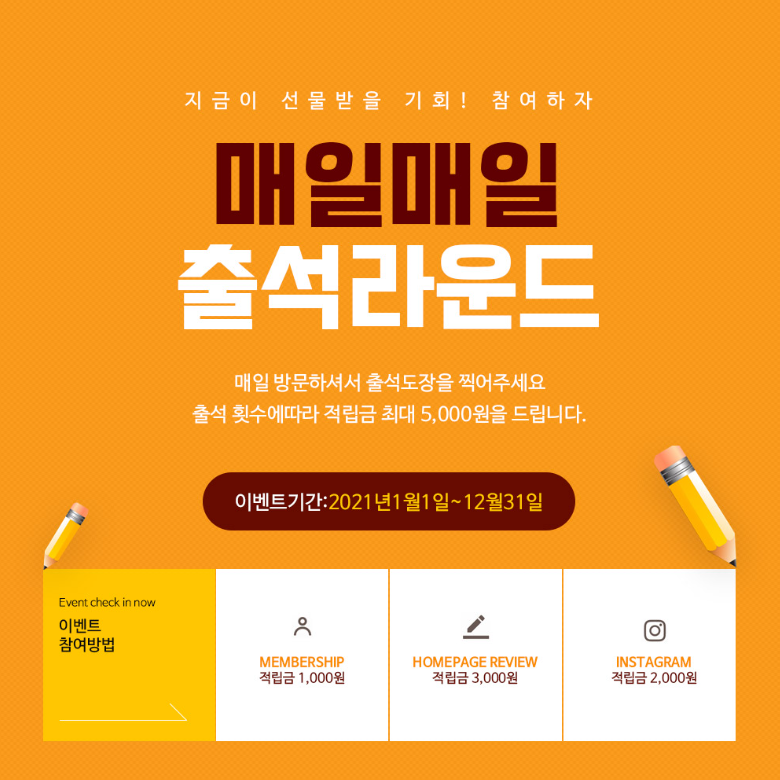 지금이 선물받을 기회! 참여하자
매일매일
출석라운드
매일 방문하셔서 출석도장을 찍어주세요
출석 횟수에따라 적립금 최대 5,000원을 드립니다.
이벤트기간:2021년1월1일~12월31일
Event check in now
이벤트
참여방법
MEMBERSHIP
적립금 1,000원
HOMEPAGE REVIEW
적립금 3,000원
INSTAGRAM
적립금 2,000원